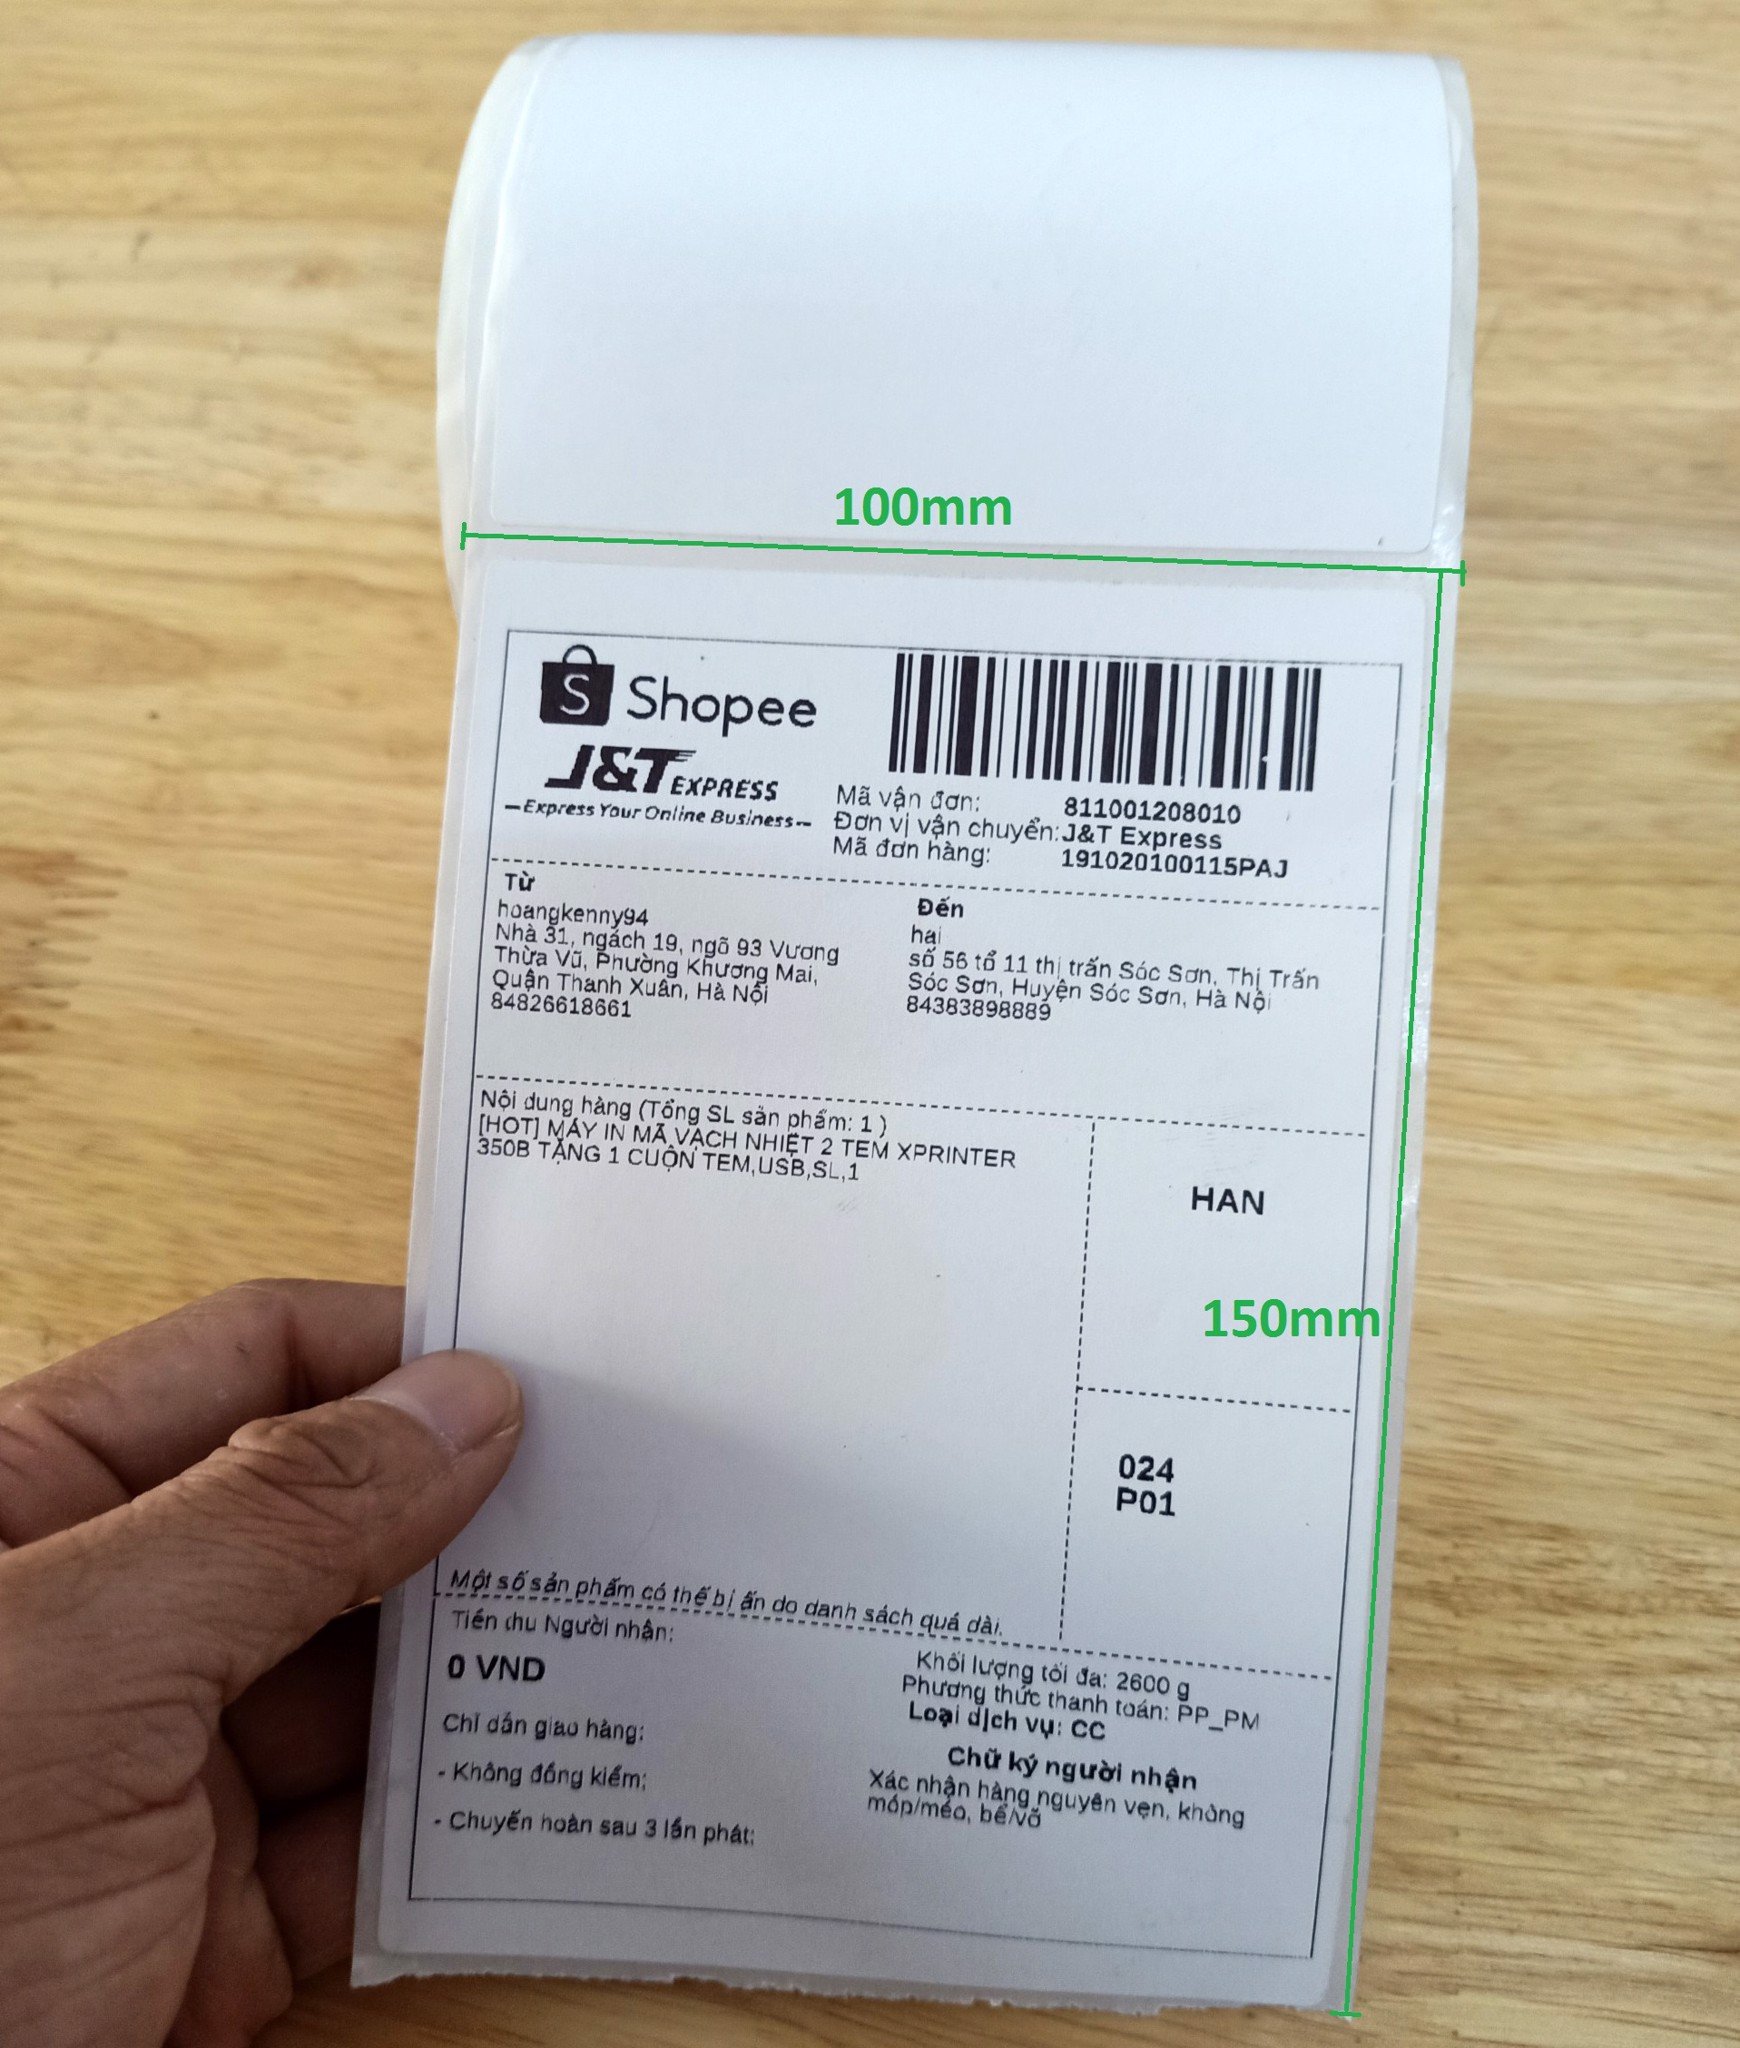 100mm
Shopee
J&T EXPRESS
Express Your Online Business
Mã vận đơn: 811001208010
Đơn vị vận chuyển: J&T Express
Mã đơn hàng: 191020100115PAJ
Từ
hoangkenny94
Nhà 31, ngách 19, ngõ 93 Vương
Thừa Vũ, Phường Khương Mai,
Quận Thanh Xuân, Hà Nội
84826618661
Đến
hai
số 56 tổ 11 thị trấn Sóc Sơn, Thị Trấn
Sóc Sơn, Huyện Sóc Sơn, Hà Nội
84383898889
Nội dung hàng (Tổng SL sản phẩm: 1 )
[HOT] MÁY IN MÃ VẠCH NHIỆT 2 TEM XPRINTER
350B TẶNG 1 CUỘN TEM,USB,SL,1
HAN
150mm
024
P01
Một số sản phẩm có thể bị ẩn do danh sách quá dài.
Tiền thu Người nhận:
0 VND
Chỉ dẫn giao hàng:
- Không đồng kiểm;
- Chuyển hoàn sau 3 lần phát;
Khối lượng tối đa: 2600 g
Phương thức thanh toán: PP_PM
Loại dịch vụ: CC
Chữ ký người nhận
Xác nhận hàng nguyên vẹn, không
móp/méo, bể/vỡ